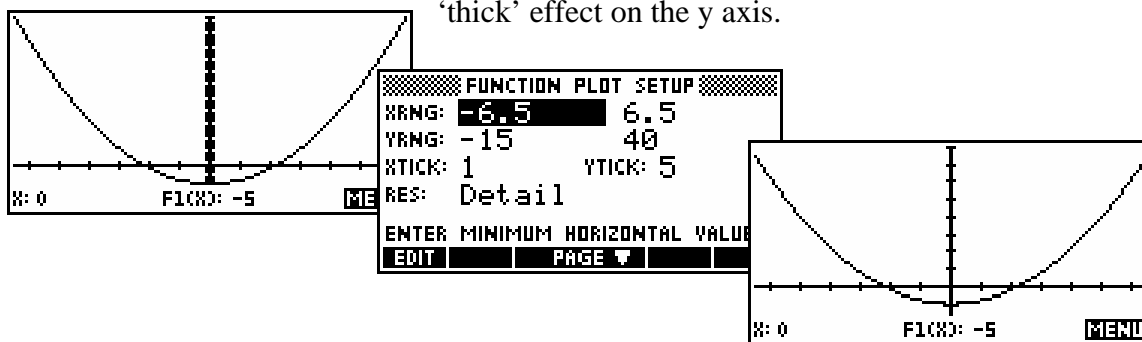 ‘thick’ effect on the y axis.
X: 0 F1(X): -5
FUNCTION PLOT SETUP
XRNG: -6.5 6.5
YRNG: -15 40
XTICK: 1 YTICK: 5
RES: Detail
ENTER MINIMUM HORIZONTAL
EDIT PAGE ▼
X: 0 F1(X): -5 MENU